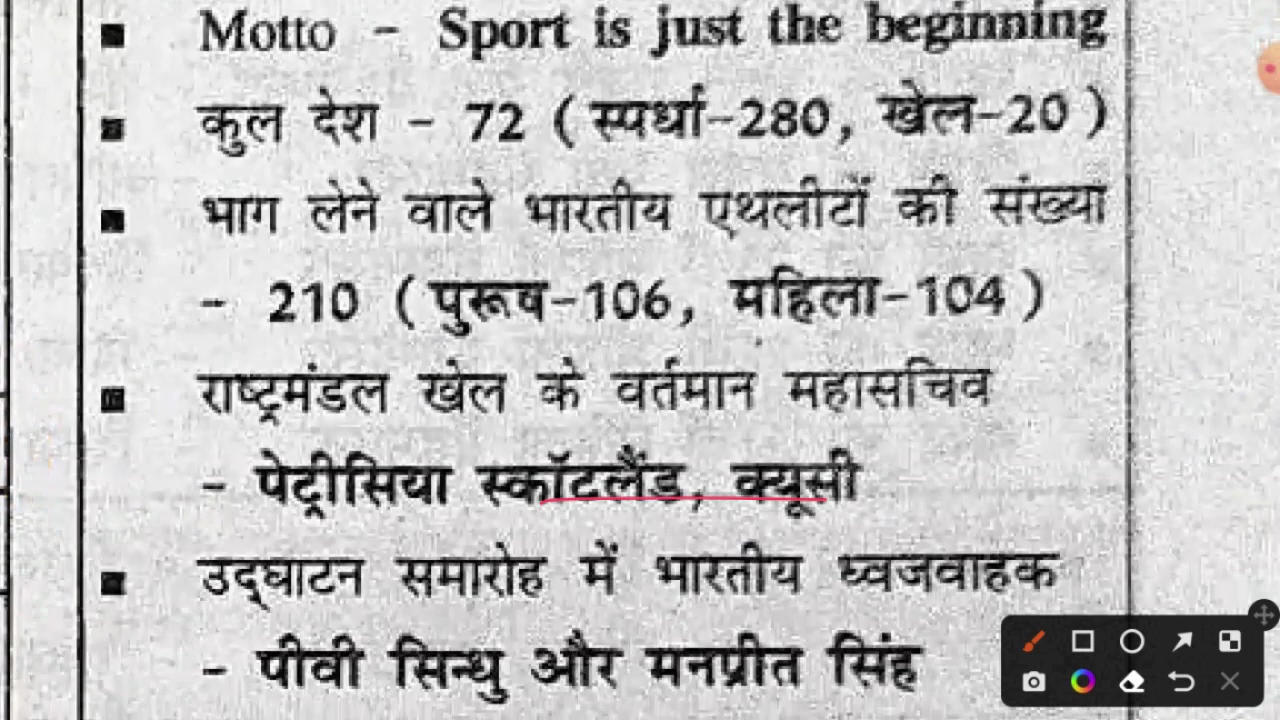 ▪ Motto - Sport is just the beginning
▪ कुल देश - 72 ( स्पर्धा-280, खेल-20 )
▪ भाग लेने वाले भारतीय एथलीटों की संख्या
- 210 ( पुरूष-106, महिला-104 )
▪ राष्ट्रमंडल खेल के वर्तमान महासचिव
- पेट्रीसिया स्कॉटलैंड, क्यूसी
▪ उद्घाटन समारोह में भारतीय ध्वजवाहक
- पीवी सिन्धु और मनप्रीत सिंह